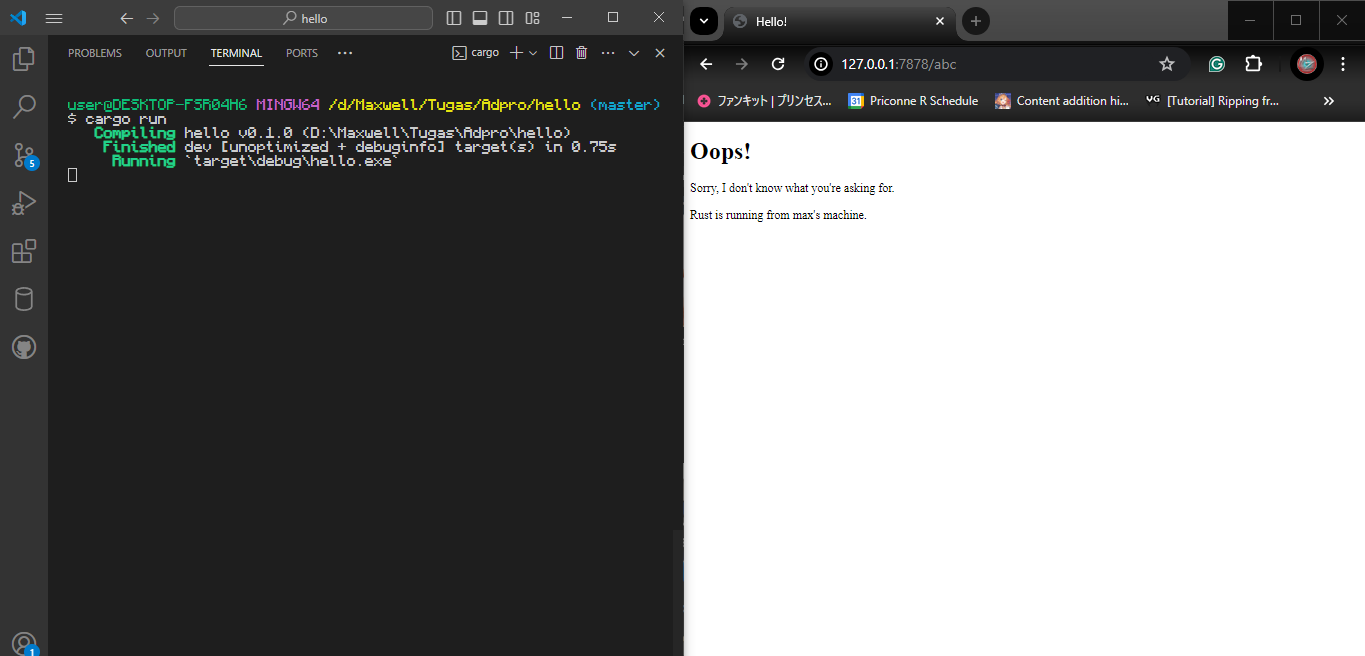 hello
PROBLEMS OUTPUT TERMINAL PORTS
cargo
user@DESKTOP-F5R04H6 MINGW64 /d/Maxwell/Tugas/Adpro/hello (master)
$ cargo run
Compiling hello v0.1.0 (D:\Maxwell\Tugas\Adpro\hello)
Finished dev [unoptimized + debuginfo] target(s) in 0.75s
Running `target\debug\hello.exe`
5
1
Hello!
127.0.0.1:7878/abc
ファンキット | プリンセス... 31 Priconne R Schedule Content addition hi... VG [Tutorial] Ripping fr...
Oops!
Sorry, I don't know what you're asking for.
Rust is running from max's machine.